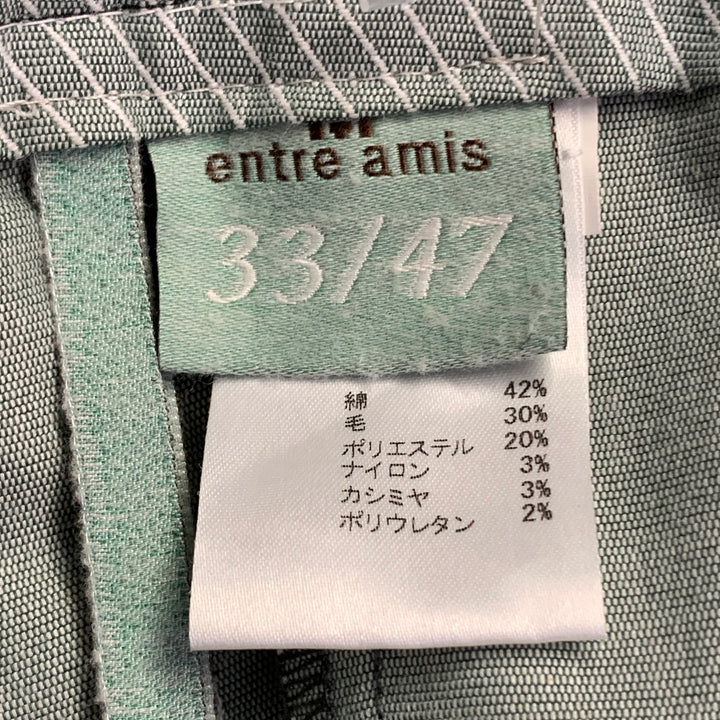 entre amis
33/47
綿 42%
毛 30%
ポリエステル 20%
ナイロン 3%
カシミヤ 3%
ポリウレタン 2%